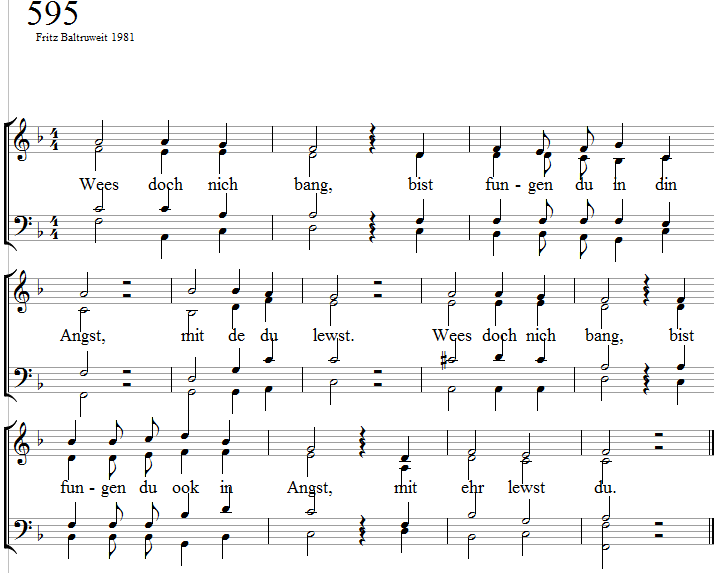 595
Fritz Baltruweit 1981
Wees doch nich bang, bist fun - gen du in din
Angst, mit de du lewst. Wees doch nich bang, bist
fun - gen du ook in Angst, mit ehr lewst du.